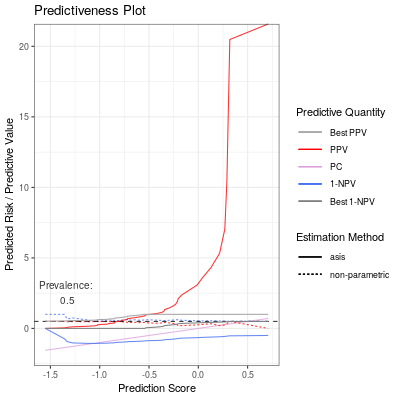 Predictiveness Plot
Predicted Risk / Predictive Value
20
15
10
5
0
Prevalence:
0.5
-1.5
-1.0
-0.5
0.0
0.5
Prediction Score
Predictive Quantity
Best PPV
PPV
PC
1-NPV
Best 1-NPV
Estimation Method
asis
non-parametric